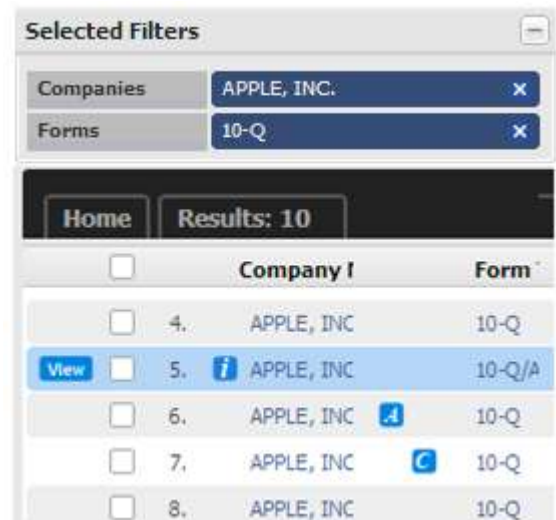 Selected Filters
Companies APPLE, INC. ×
Forms 10-Q ×
Home Results: 10
Company Form
4. APPLE, INC 10-Q
View 5. i APPLE, INC 10-Q/A
6. APPLE, INC A 10-Q
7. APPLE, INC C 10-Q
8. APPLE, INC 10-Q